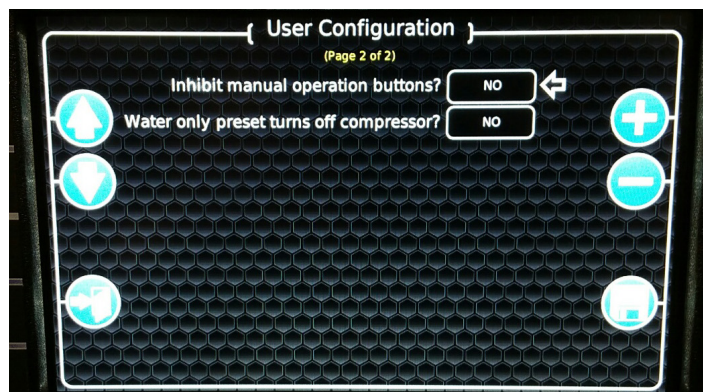 User Configuration
(Page 2 of 2)
Inhibit manual operation buttons? NO
Water only preset turns off compressor? NO